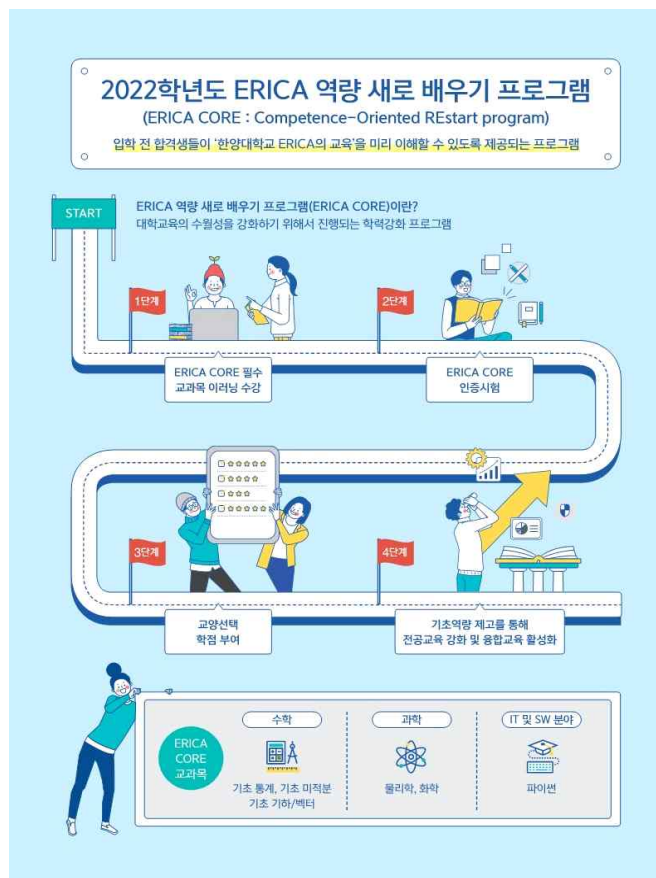 2022학년도 ERICA 역량 새로 배우기 프로그램
(ERICA CORE : Competence-Oriented REstart program)
입학 전 합격생들이 '한양대학교 ERICA의 교육'을 미리 이해할 수 있도록 제공되는 프로그램
START
ERICA 역량 새로 배우기 프로그램(ERICA CORE)이란?
대학교육의 수월성을 강화하기 위해서 진행되는 학력강화 프로그램
1단계
ERICA CORE 필수
교과목 이러닝 수강
2단계
ERICA CORE
인증시험
3단계
교양선택
학점 부여
4단계
기초역량 제고를 통해
전공교육 강화 및 융합교육 활성화
ERICA
CORE
교과목
수학
기초 통계, 기초 미적분
기초 기하/벡터
과학
물리학, 화학
IT 및 SW 분야
파이썬